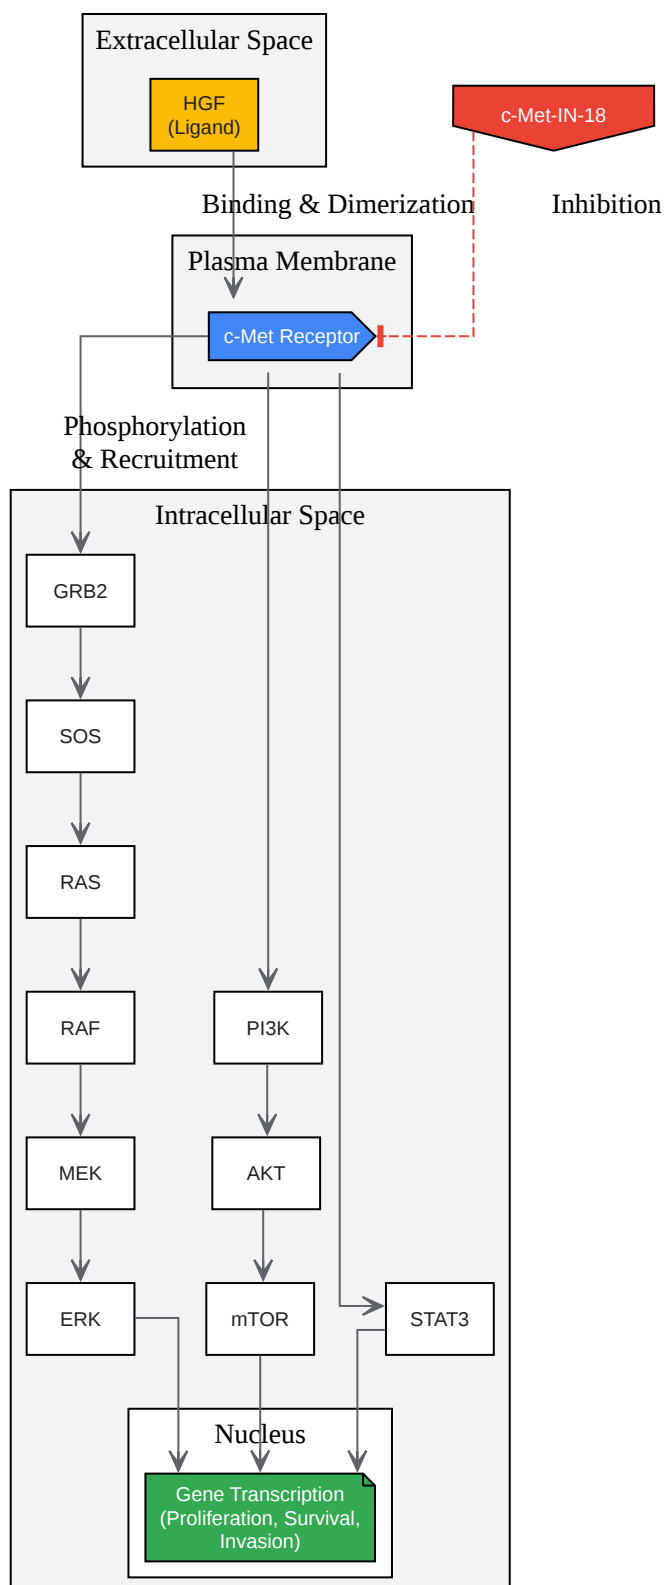 Extracellular Space
HGF
(Ligand)
c-Met-IN-18
Binding & Dimerization
Inhibition
Plasma Membrane
c-Met Receptor
Phosphorylation
& Recruitment
Intracellular Space
GRB2
SOS
RAS
RAF
PI3K
MEK
AKT
ERK
mTOR
STAT3
Nucleus
Gene Transcription
(Proliferation, Survival,
Invasion)